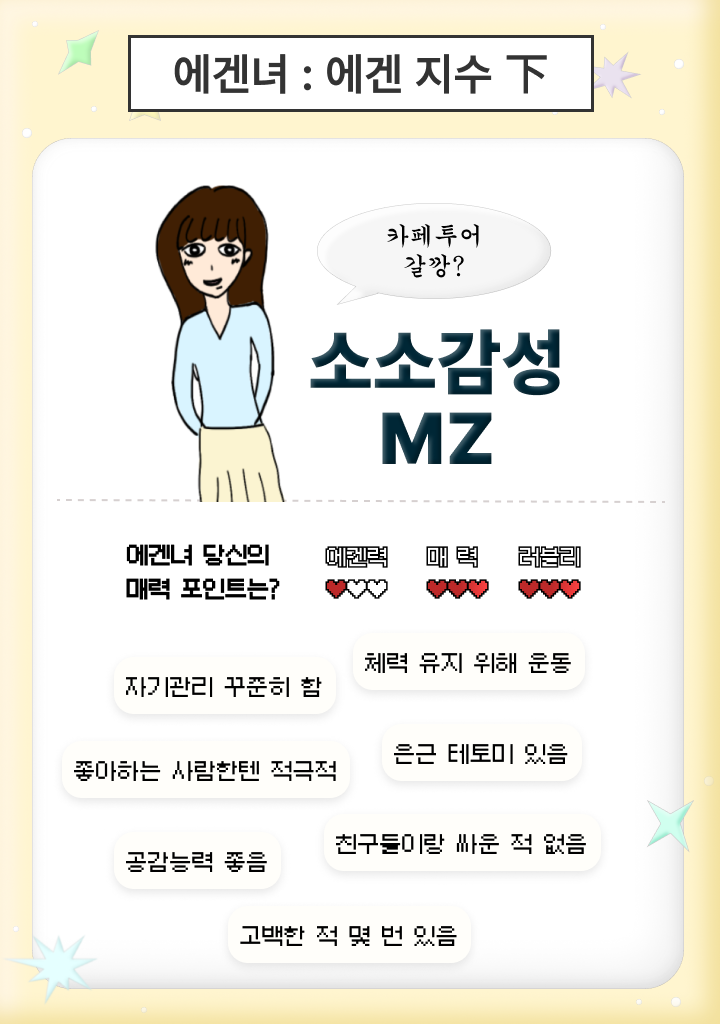 에겐녀 : 에겐 지수 下
카페투어
갈깡?
소소감성
MZ
에겐녀 당신의
매력 포인트는?
에겐력
매 력
러블리
체력 유지 위해 운동
자기관리 꾸준히 함
은근 테토미 있음
좋아하는 사람한텐 적극적
친구들이랑 싸운 적 없음
공감능력 좋음
고백한 적 몇 번 있음